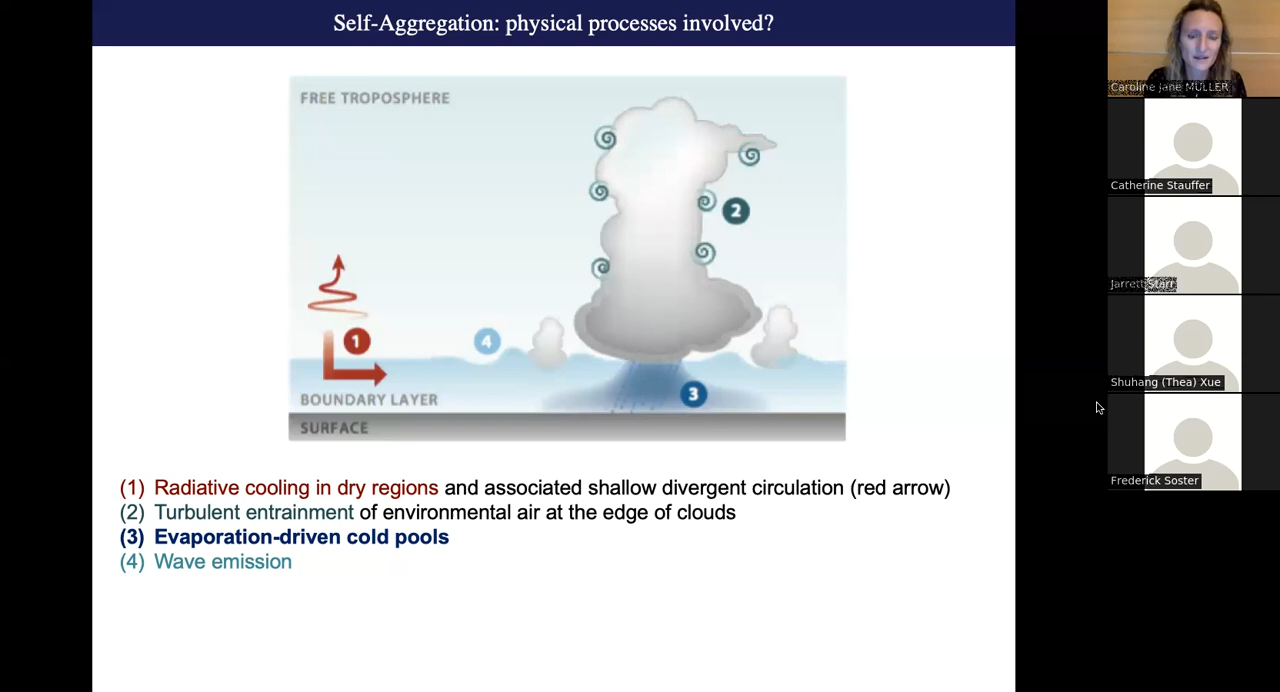 Self-Aggregation: physical processes involved?
FREE TROPOSPHERE
2
1
4
3
BOUNDARY LAYER
SURFACE
(1) Radiative cooling in dry regions and associated shallow divergent circulation (red arrow)
(2) Turbulent entrainment of environmental air at the edge of clouds
(3) Evaporation-driven cold pools
(4) Wave emission
Caroline Jane MULLER
Catherine Stauffer
Jarrett Starr
Shuhang (Thea) Xue
Frederick Soster